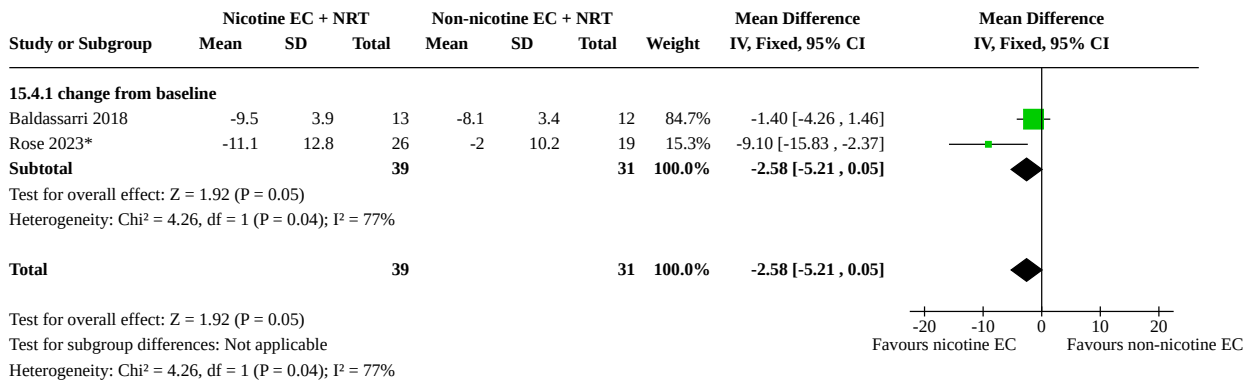 Nicotine EC + NRT Non-nicotine EC + NRT Mean Difference Mean Difference
Study or Subgroup Mean SD Total Mean SD Total Weight IV, Fixed, 95% CI IV, Fixed, 95% CI
15.4.1 change from baseline
Baldassarri 2018 -9.5 3.9 13 -8.1 3.4 12 84.7% -1.40 [-4.26 , 1.46]
Rose 2023* -11.1 12.8 26 -2 10.2 19 15.3% -9.10 [-15.83 , -2.37]
Subtotal 39 31 100.0% -2.58 [-5.21 , 0.05]
Test for overall effect: Z = 1.92 (P = 0.05)
Heterogeneity: Chi² = 4.26, df = 1 (P = 0.04); I² = 77%
Total 39 31 100.0% -2.58 [-5.21 , 0.05]
Test for overall effect: Z = 1.92 (P = 0.05)
Test for subgroup differences: Not applicable
Heterogeneity: Chi² = 4.26, df = 1 (P = 0.04); I² = 77%
-20 -10 0 10 20
Favours nicotine EC Favours non-nicotine EC